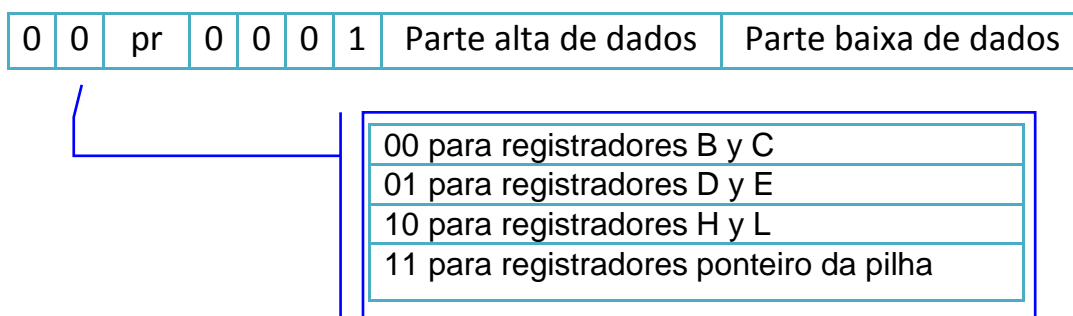 0 0 pr 0 0 0 1 Parte alta de dados Parte baixa de dados
00 para registradores B y C
01 para registradores D y E
10 para registradores H y L
11 para registradores ponteiro da pilha